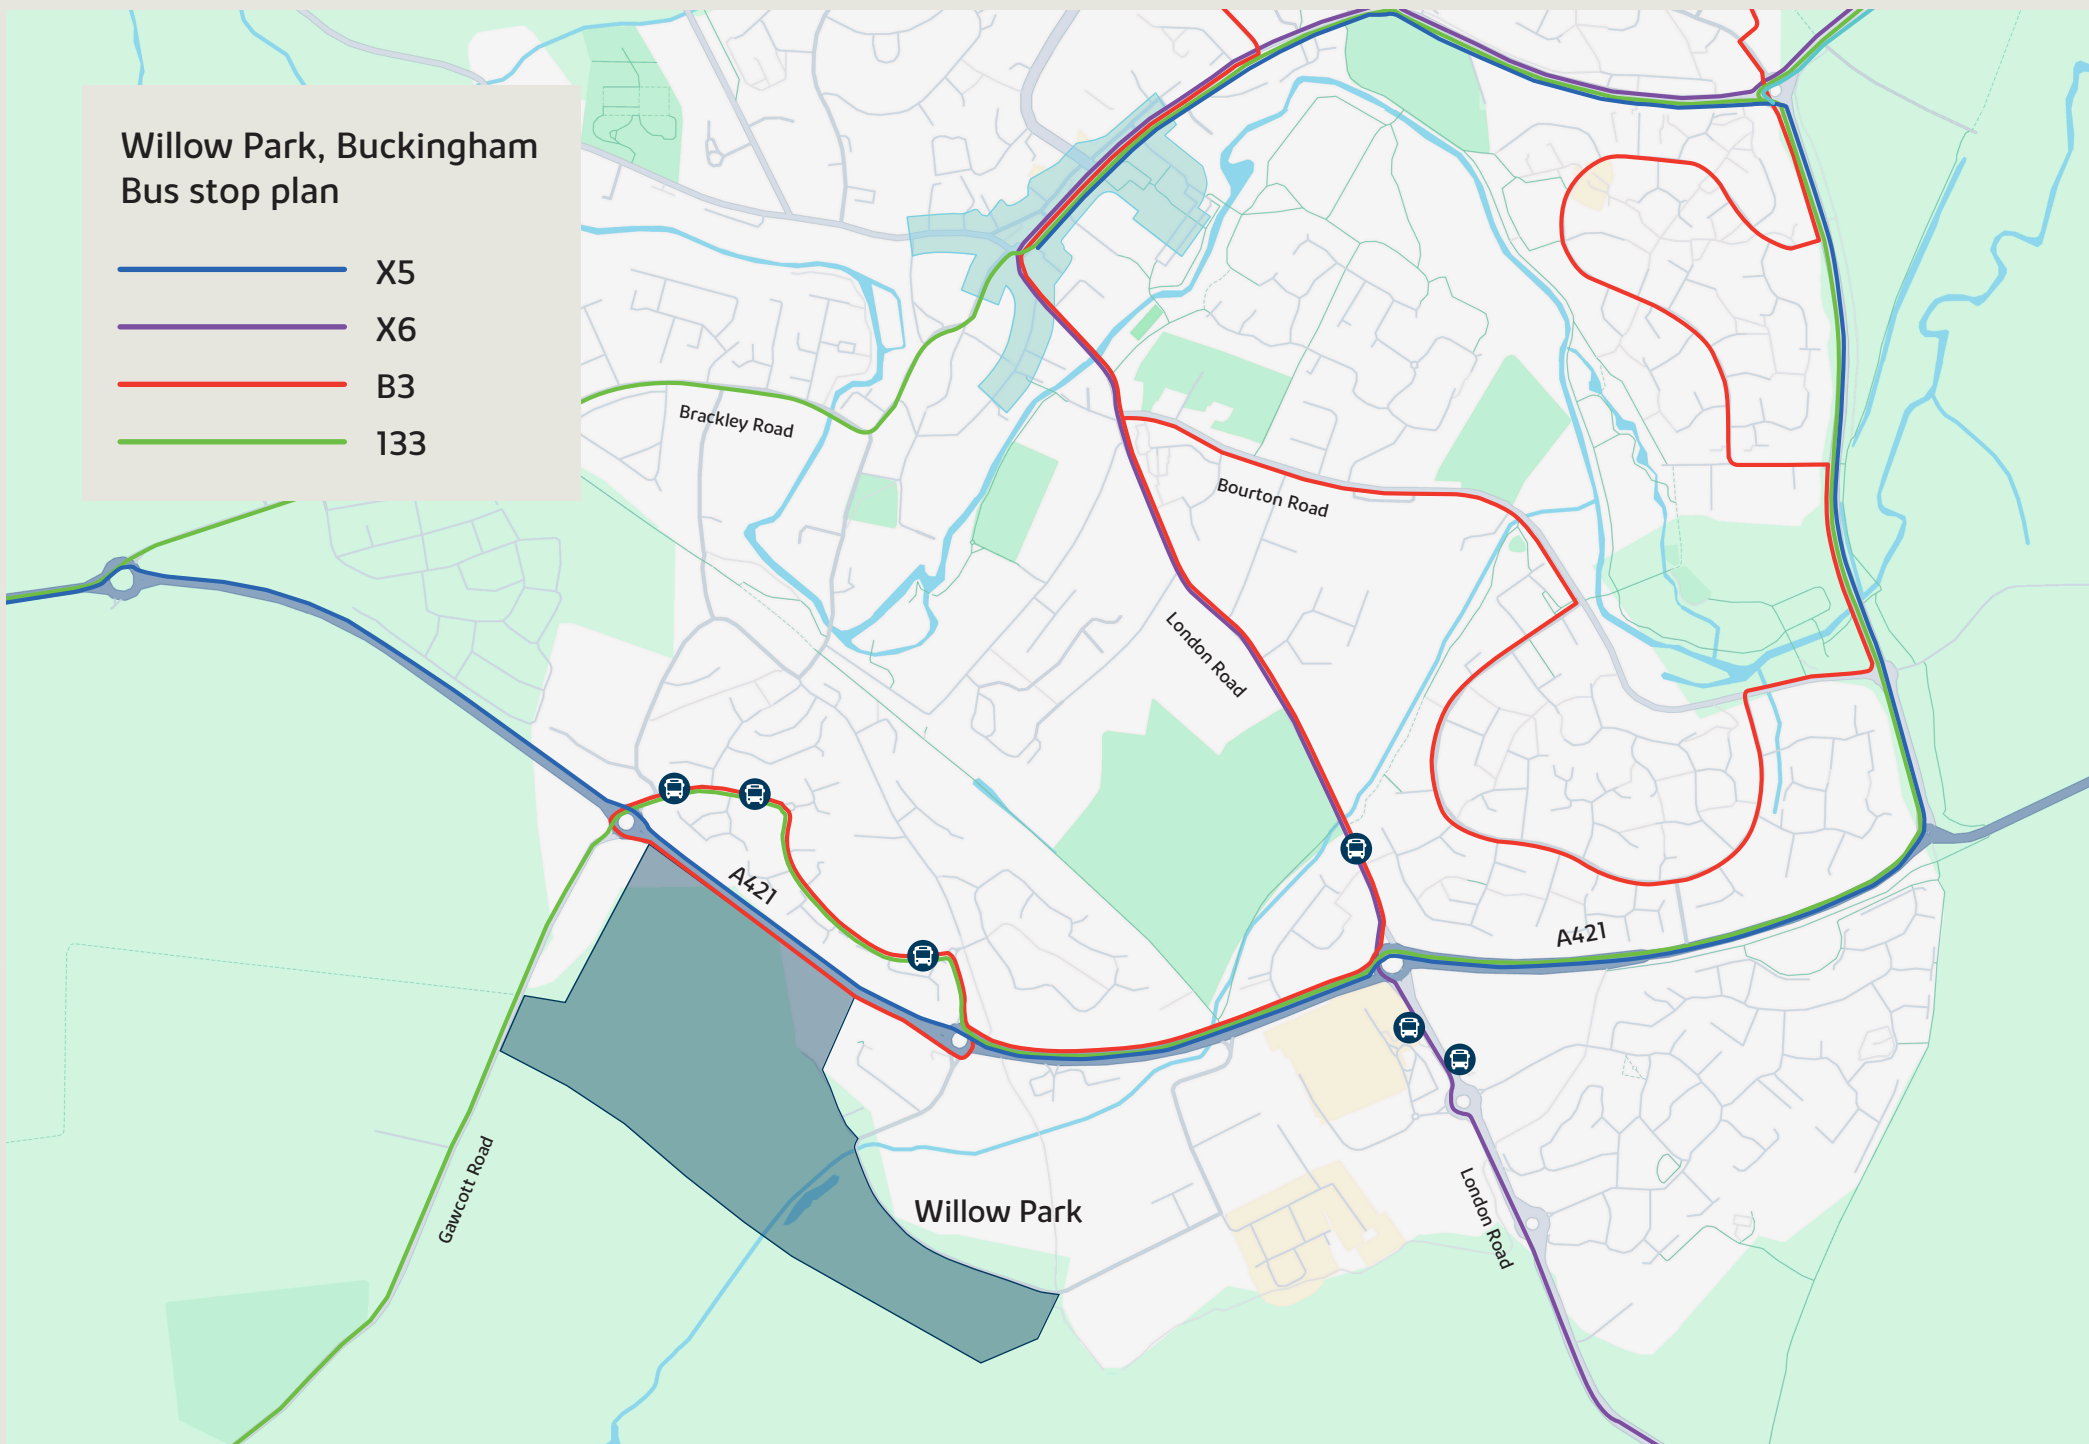 Willow Park, Buckingham
Bus stop plan
X5
X6
B3
133
Brackley Road
Bourton Road
London Road
A421
A421
Willow Park
Gawcott Road
London Road